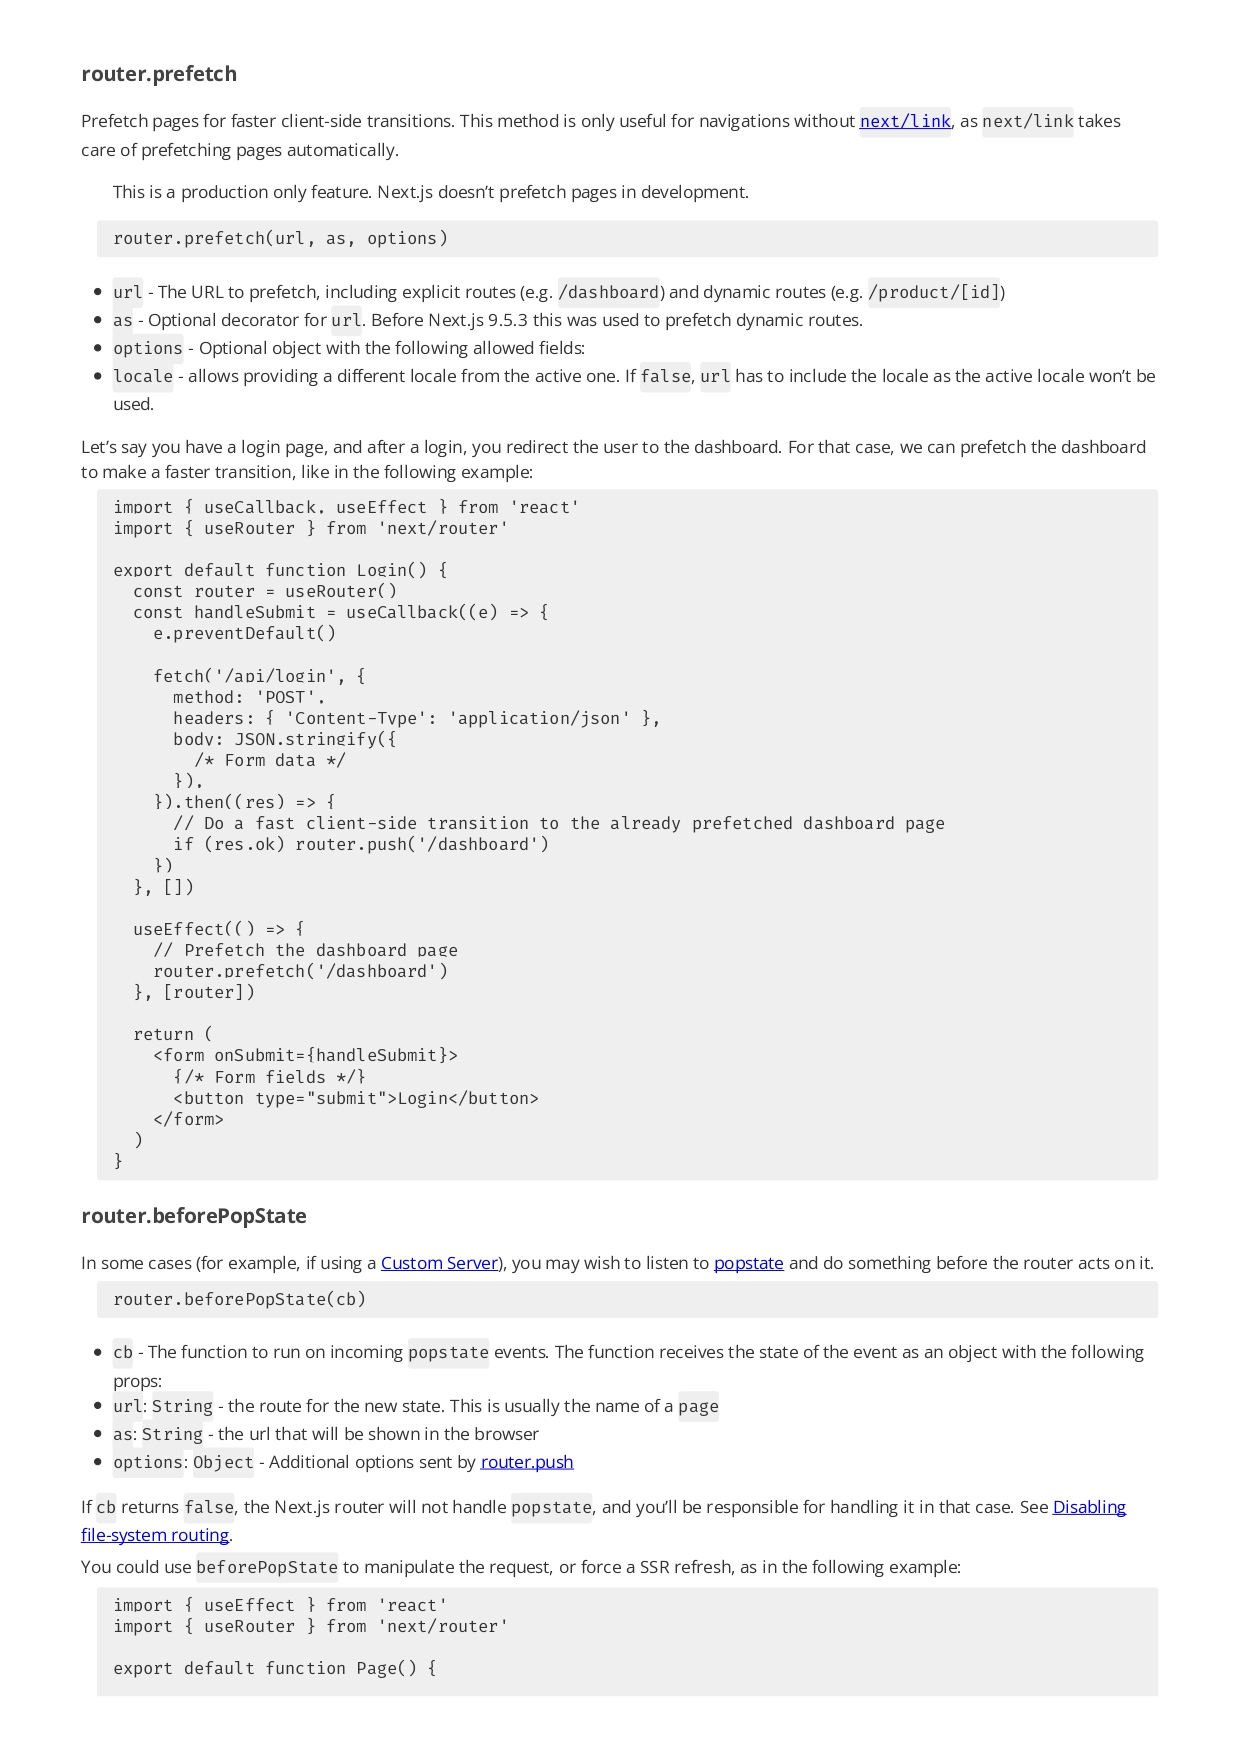 router.prefetch
Prefetch pages for faster client-side transitions. This method is only useful for navigations without next/link, as next/link takes
care of prefetching pages automatically.
This is a production only feature. Next.js doesn’t prefetch pages in development.
router.prefetch(url, as, options)
• url - The URL to prefetch, including explicit routes (e.g. /dashboard) and dynamic routes (e.g. /product/[id])
• as - Optional decorator for url. Before Next.js 9.5.3 this was used to prefetch dynamic routes.
• options - Optional object with the following allowed fields:
• locale - allows providing a different locale from the active one. If false, url has to include the locale as the active locale won’t be
used.
Let’s say you have a login page, and after a login, you redirect the user to the dashboard. For that case, we can prefetch the dashboard
to make a faster transition, like in the following example:
import { useCallback, useEffect } from 'react'
import { useRouter } from 'next/router'

export default function Login() {
  const router = useRouter()
  const handleSubmit = useCallback((e) => {
    e.preventDefault()

    fetch('/api/login', {
      method: 'POST',
      headers: { 'Content-Type': 'application/json' },
      body: JSON.stringify({
        /* Form data */
      }),
    }).then((res) => {
      // Do a fast client-side transition to the already prefetched dashboard page
      if (res.ok) router.push('/dashboard')
    })
  }, [])

  useEffect(() => {
    // Prefetch the dashboard page
    router.prefetch('/dashboard')
  }, [router])

  return (
    <form onSubmit={handleSubmit}>
      {/* Form fields */}
      <button type="submit">Login</button>
    </form>
  )
}
router.beforePopState
In some cases (for example, if using a Custom Server), you may wish to listen to popstate and do something before the router acts on it.
router.beforePopState(cb)
• cb - The function to run on incoming popstate events. The function receives the state of the event as an object with the following
props:
• url: String - the route for the new state. This is usually the name of a page
• as: String - the url that will be shown in the browser
• options: Object - Additional options sent by router.push
If cb returns false, the Next.js router will not handle popstate, and you’ll be responsible for handling it in that case. See Disabling
file-system routing.
You could use beforePopState to manipulate the request, or force a SSR refresh, as in the following example:
import { useEffect } from 'react'
import { useRouter } from 'next/router'

export default function Page() {